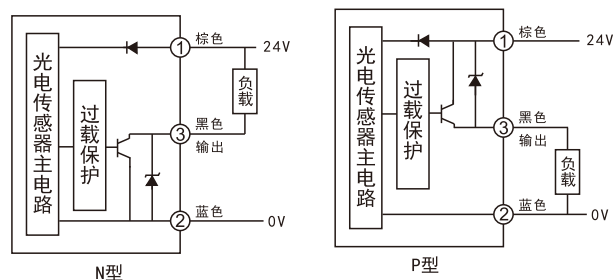 光电传感器主电路
过载保护
1
棕色
24V
负载
3
黑色
输出
2
蓝色
0V
N型
光电传感器主电路
过载保护
1
棕色
24V
3
黑色
输出
负载
2
蓝色
0V
P型